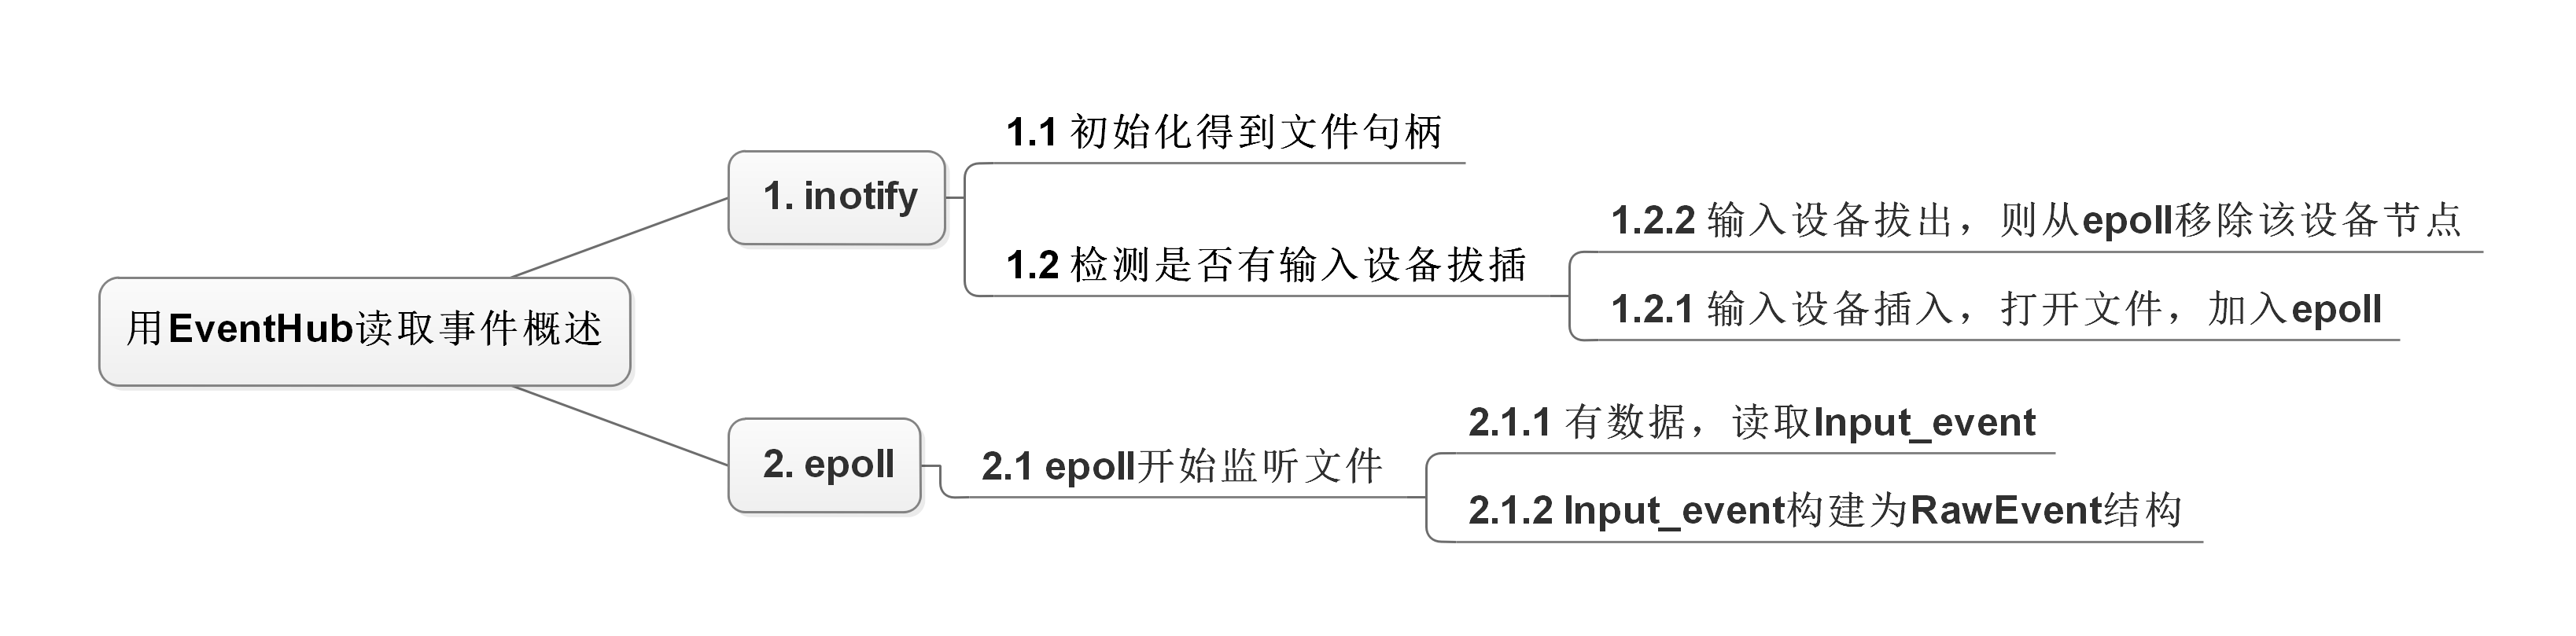 用EventHub读取事件概述
1. inotify
1.1 初始化得到文件句柄
1.2 检测是否有输入设备拔插
1.2.2 输入设备拔出，则从epoll移除该设备节点
1.2.1 输入设备插入，打开文件，加入epoll
2. epoll
2.1 epoll开始监听文件
2.1.1 有数据，读取Input_event
2.1.2 Input_event构建为RawEvent结构